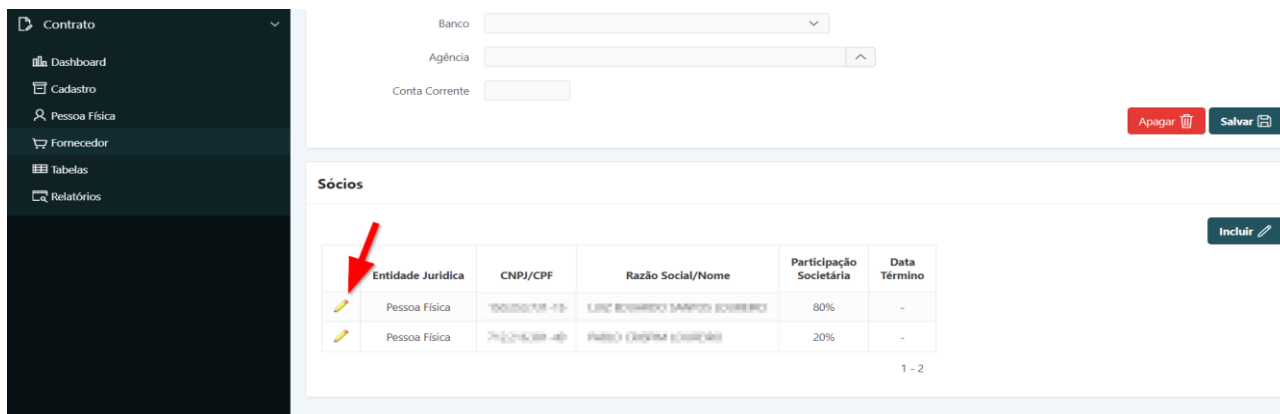 Contrato
Dashboard
Cadastro
Pessoa Física
Fornecedor
Tabelas
Relatórios
Banco
Agência
Conta Corrente
Apagar
Salvar
Sócios
Incluir
Entidade Juridica CNPJ/CPF Razão Social/Nome Participação Societária Data Término
Pessoa Física 80% -
Pessoa Física 20% -
1 - 2